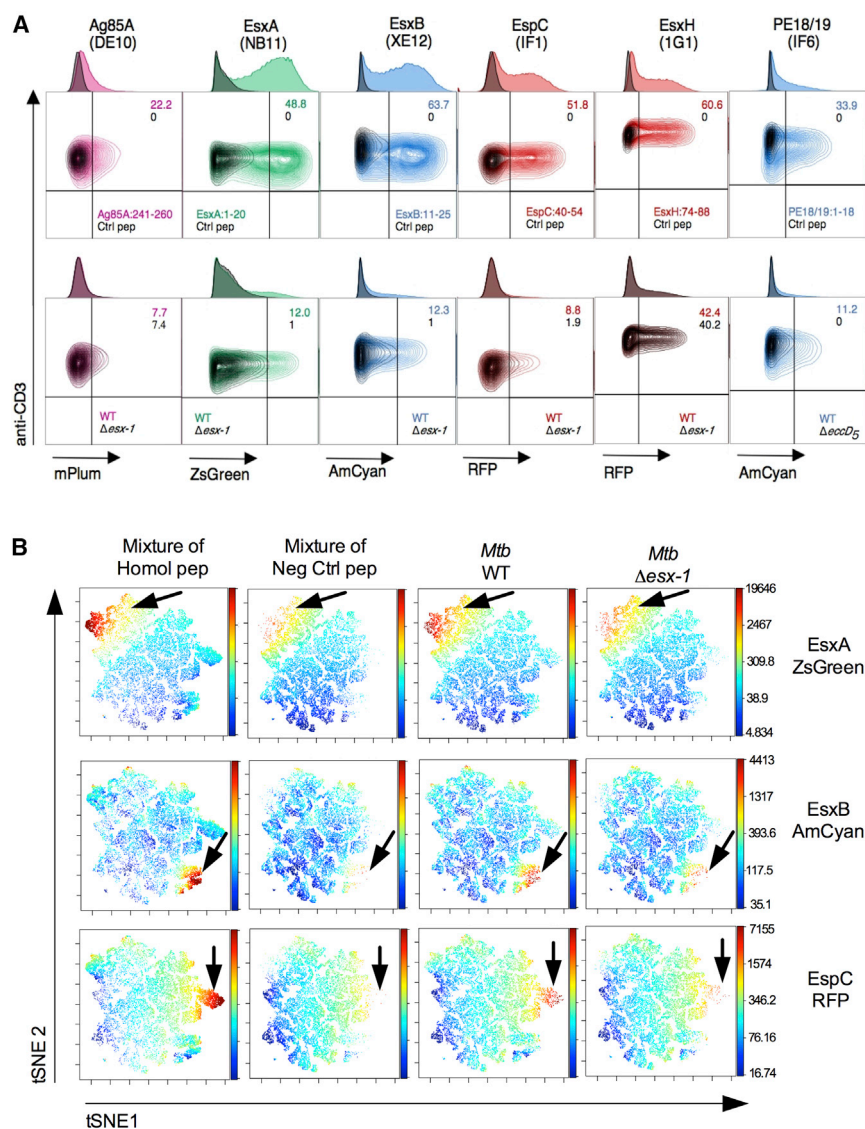 A
Ag85A
(DE10)
EsxA
(NB11)
EsxB
(XE12)
EspC
(IF1)
EsxH
(1G1)
PE18/19
(IF6)
22.2
0
48.8
0
63.7
0
51.8
0
60.6
0
33.9
0
Ag85A:241-260
Ctrl pep
EsxA:1-20
Ctrl pep
EsxB:11-25
Ctrl pep
EspC:40-54
Ctrl pep
EsxH:74-88
Ctrl pep
PE18/19:1-18
Ctrl pep
7.7
7.4
12.0
1
12.3
1
8.8
1.9
42.4
40.2
11.2
0
WT
Δesx-1
WT
Δesx-1
WT
Δesx-1
WT
Δesx-1
WT
Δesx-1
WT
ΔeccD5
anti-CD3
mPlum
ZsGreen
AmCyan
RFP
RFP
AmCyan
B
Mixture of
Homol pep
Mixture of
Neg Ctrl pep
Mtb
WT
Mtb
Δesx-1
19646
2467
309.8
38.9
4.834
EsxA
ZsGreen
4413
1317
393.6
117.5
35.1
EsxB
AmCyan
7155
1574
346.2
76.16
16.74
EspC
RFP
tSNE 2
tSNE1